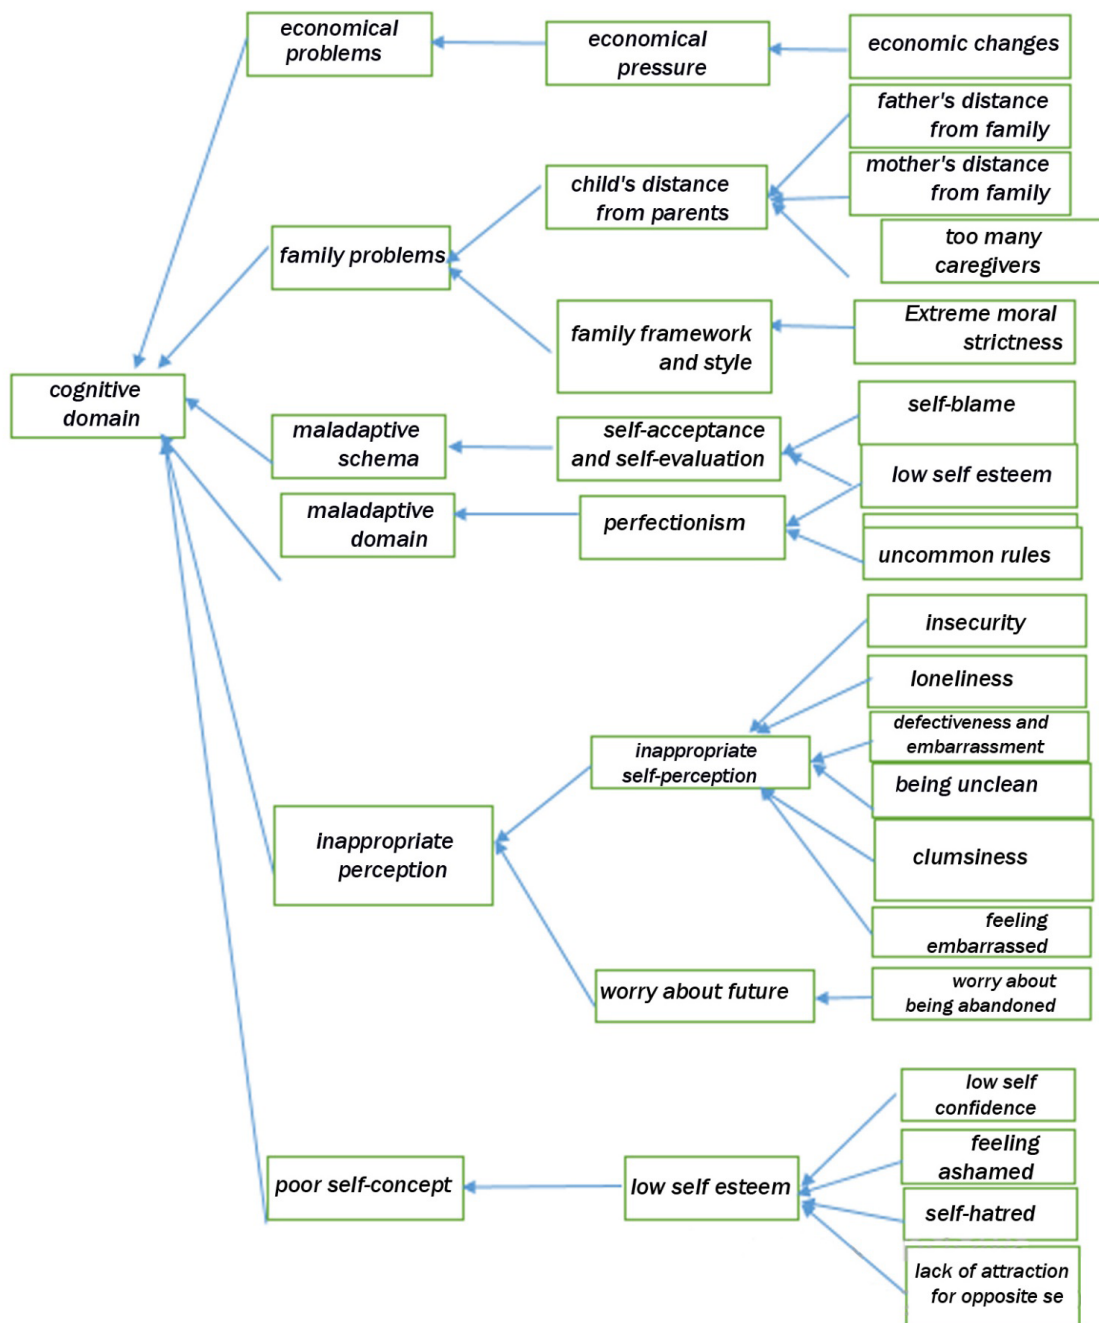 economical
problems
economical
pressure
economic changes
father's distance
from family
mother's distance
from family
child's distance
from parents
too many
caregivers
family problems
family framework
and style
Extreme moral
strictness
cognitive
domain
maladaptive
schema
self-acceptance
and self-evaluation
self-blame
low self esteem
maladaptive
domain
perfectionism
uncommon rules
insecurity
loneliness
defectiveness and
embarrassment
inappropriate
self-perception
being unclean
inappropriate
perception
clumsiness
feeling
embarrassed
worry about future
worry about
being abandoned
low self
confidence
feeling
ashamed
poor self-concept
low self esteem
self-hatred
lack of attraction
for opposite se